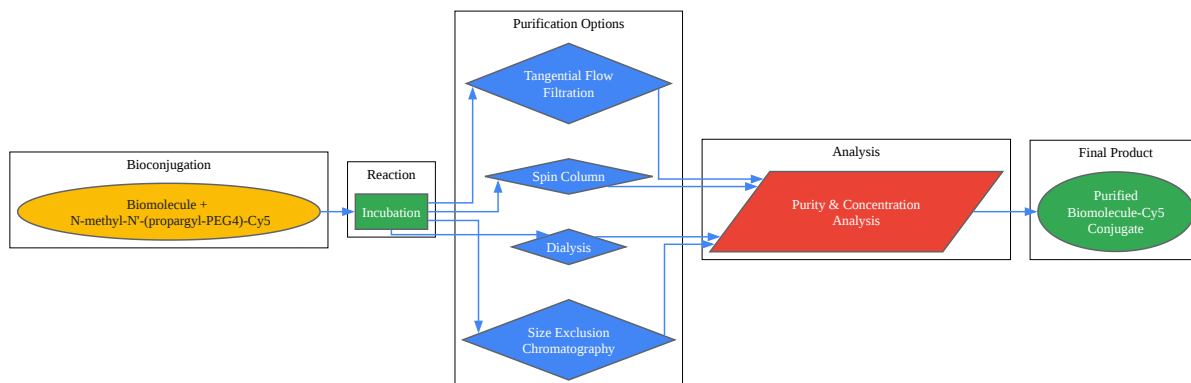 Bioconjugation
Biomolecule +
N-methyl-N'-(propargyl-PEG4)-Cy5
Reaction
Incubation
Purification Options
Tangential Flow
Filtration
Spin Column
Dialysis
Size Exclusion
Chromatography
Analysis
Purity & Concentration
Analysis
Final Product
Purified
Biomolecule-Cy5
Conjugate